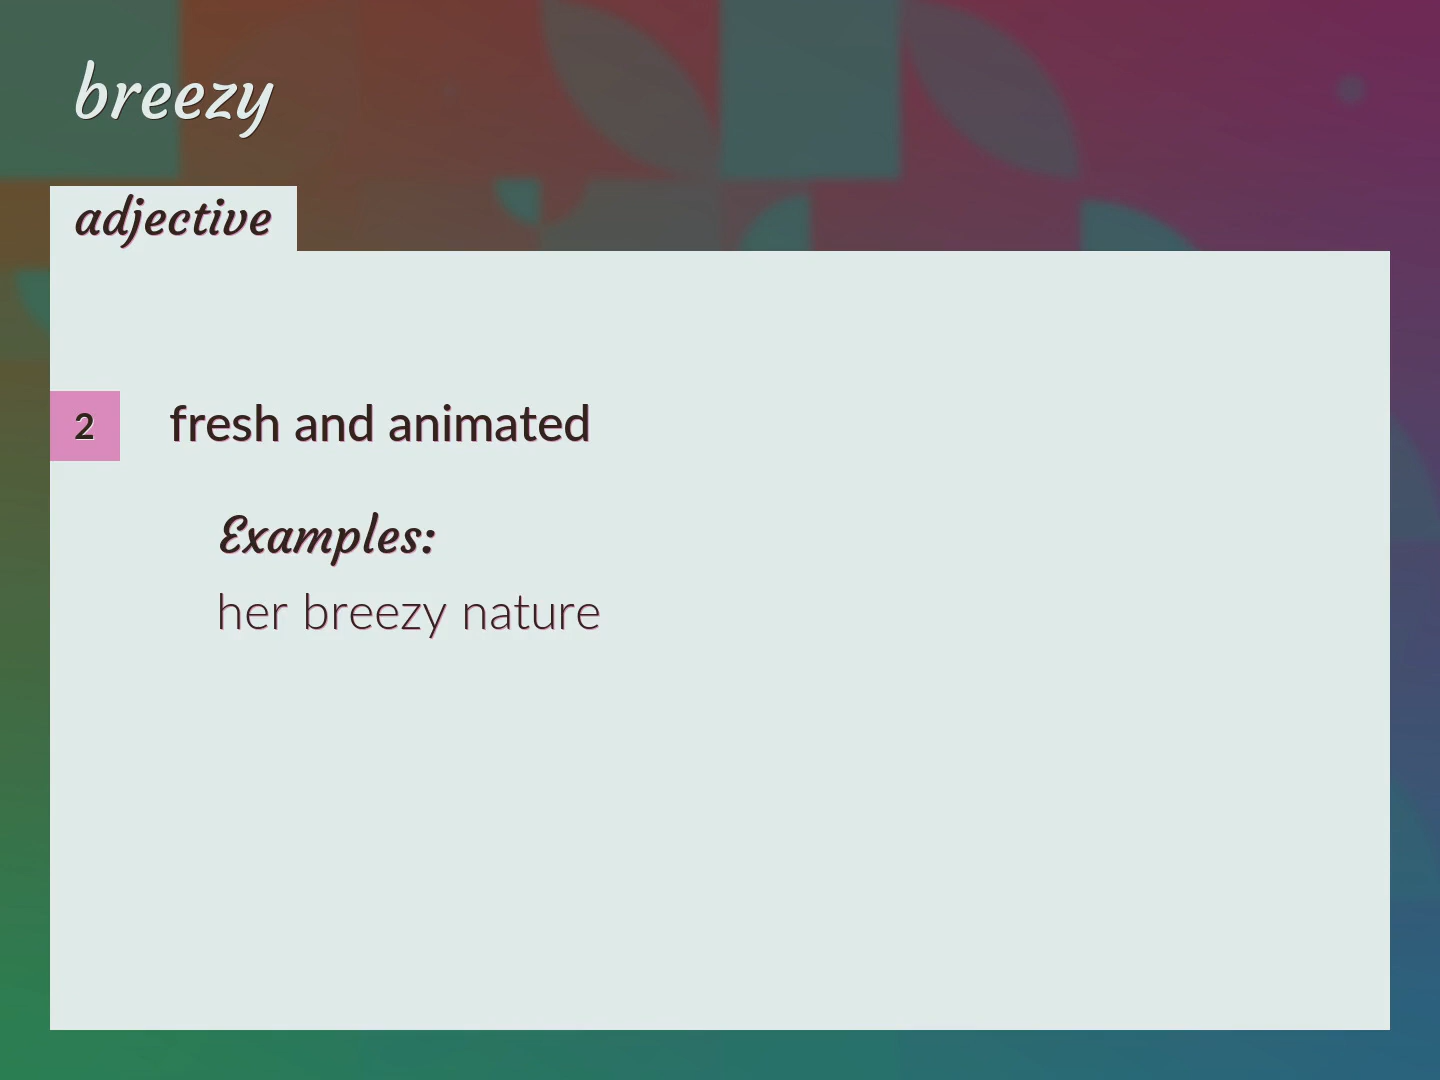 breezy
adjective
2 fresh and animated
Examples:
her breezy nature